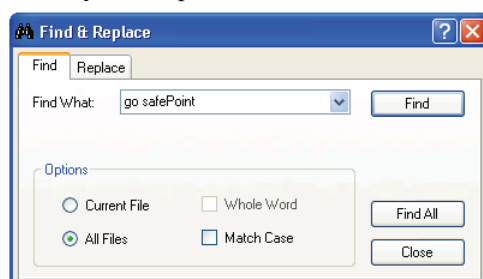 Find & Replace
Find Replace
Find What: go safePoint Find
Options
Current File Whole Word
Find All
All Files Match Case
Close